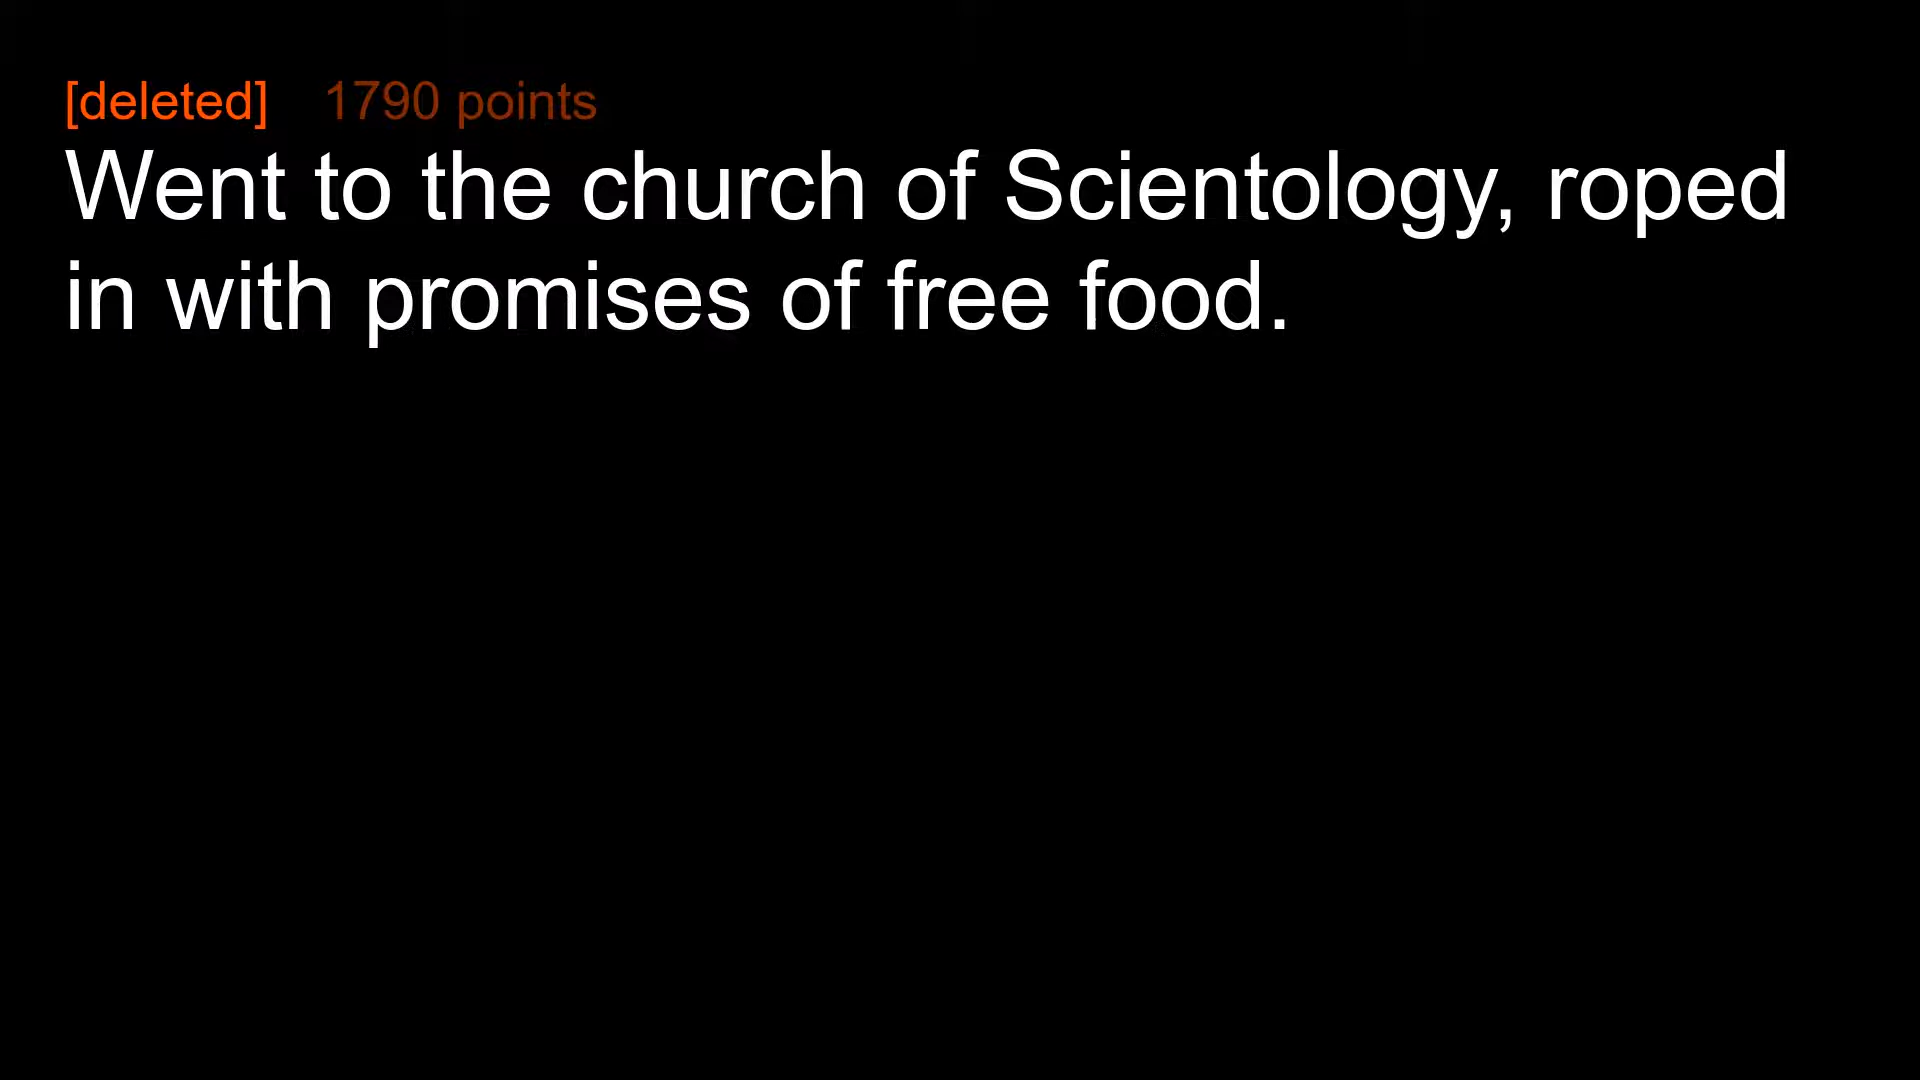 [deleted] 1790 points
Went to the church of Scientology, roped
in with promises of free food.